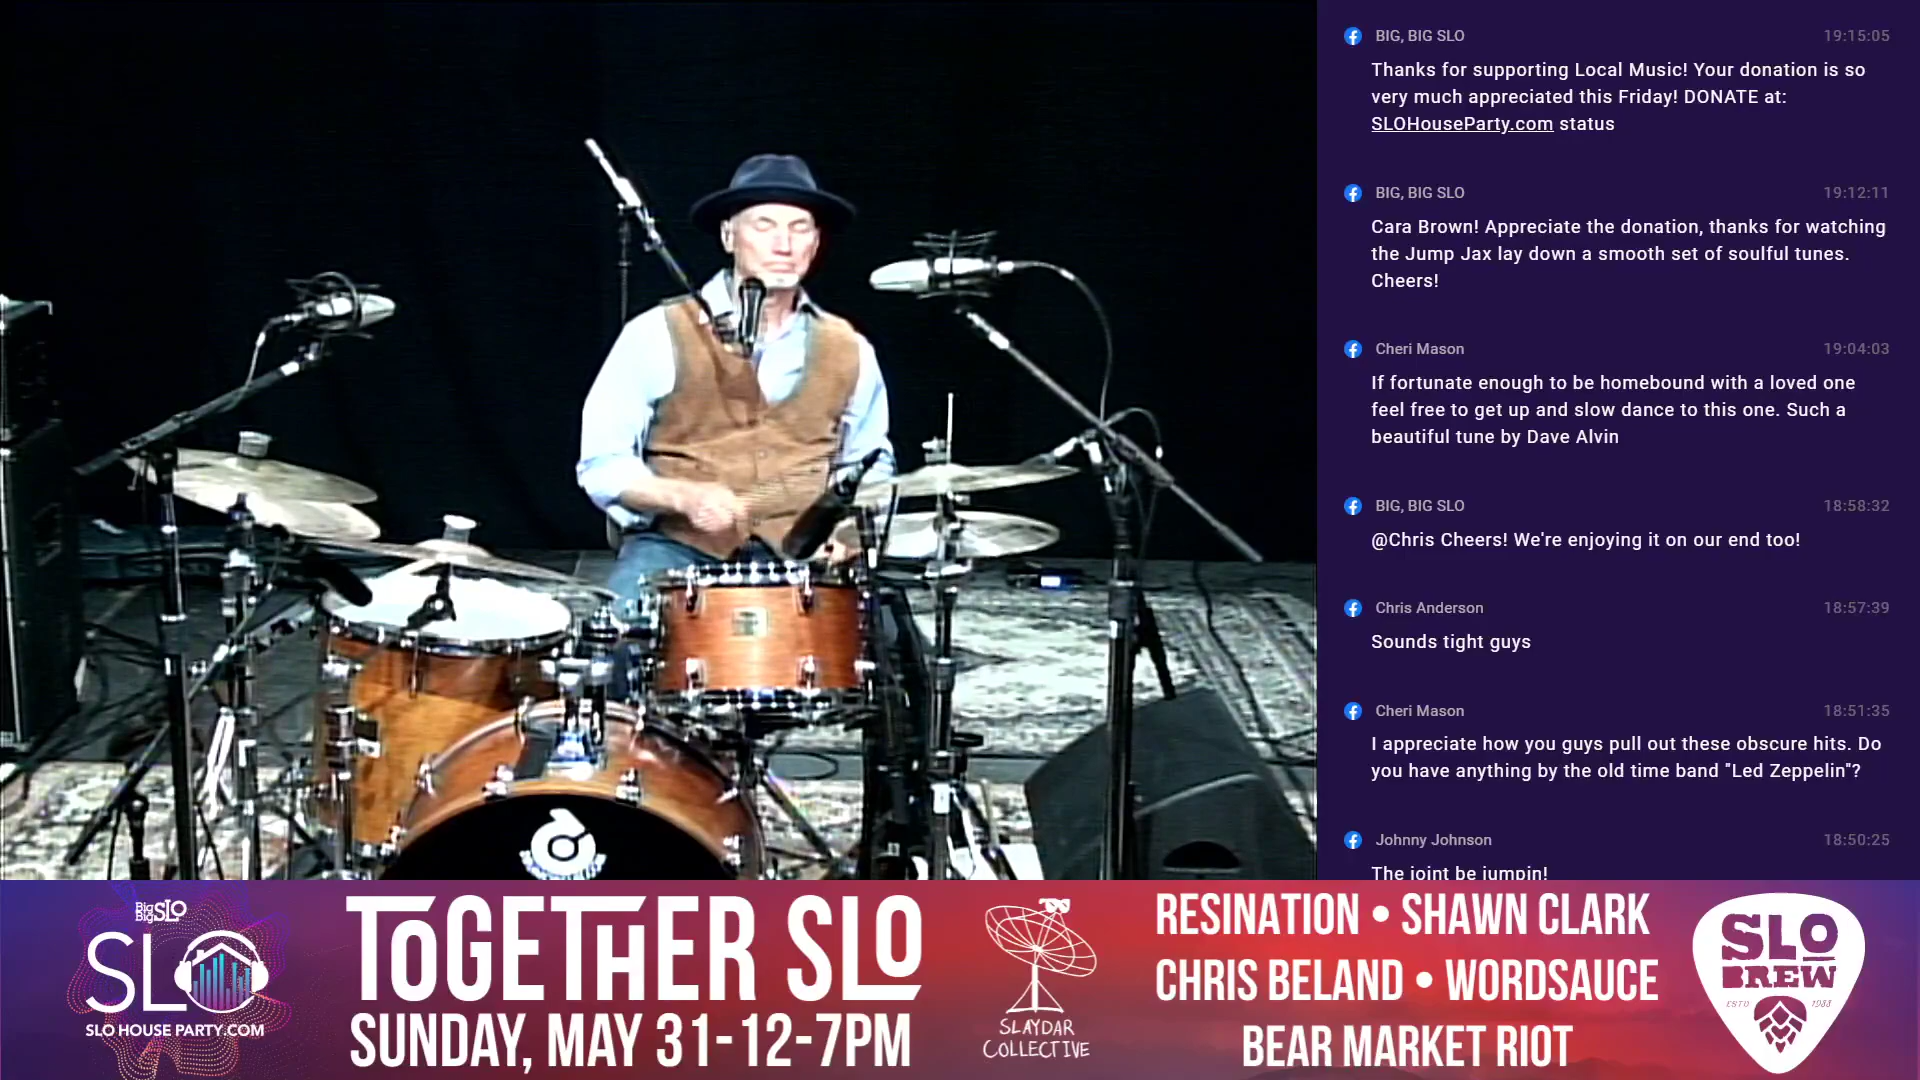 BIG, BIG SLO 19:15:05
Thanks for supporting Local Music! Your donation is so
very much appreciated this Friday! DONATE at:
SLOHouseParty.com status
BIG, BIG SLO 19:12:11
Cara Brown! Appreciate the donation, thanks for watching
the Jump Jax lay down a smooth set of soulful tunes.
Cheers!
Cheri Mason 19:04:03
If fortunate enough to be homebound with a loved one
feel free to get up and slow dance to this one. Such a
beautiful tune by Dave Alvin
BIG, BIG SLO 18:58:32
@Chris Cheers! We're enjoying it on our end too!
Chris Anderson 18:57:39
Sounds tight guys
Cheri Mason 18:51:35
I appreciate how you guys pull out these obscure hits. Do
you have anything by the old time band "Led Zeppelin"?
Johnny Johnson 18:50:25
The joint be jumpin!
Big SLO
Big
SLO
SLO HOUSE PARTY.COM
TOGETHER SLO
SUNDAY, MAY 31-12-7PM
SLAYDAR
COLLECTIVE
RESINATION • SHAWN CLARK
CHRIS BELAND • WORDSAUCE
BEAR MARKET RIOT
SLO
BREW
ESTD 1988